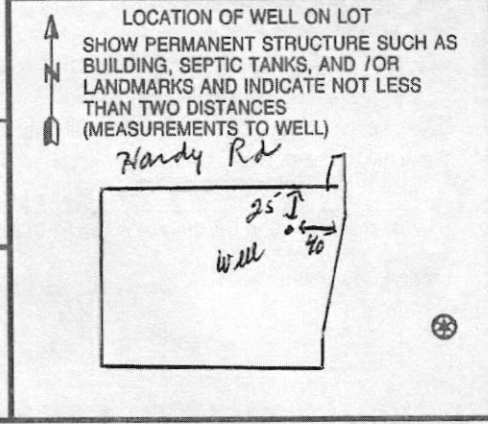 LOCATION OF WELL ON LOT
N
SHOW PERMANENT STRUCTURE SUCH AS
BUILDING, SEPTIC TANKS, AND /OR
LANDMARKS AND INDICATE NOT LESS
THAN TWO DISTANCES
(MEASUREMENTS TO WELL)
Hardy Rd
25'
40
well